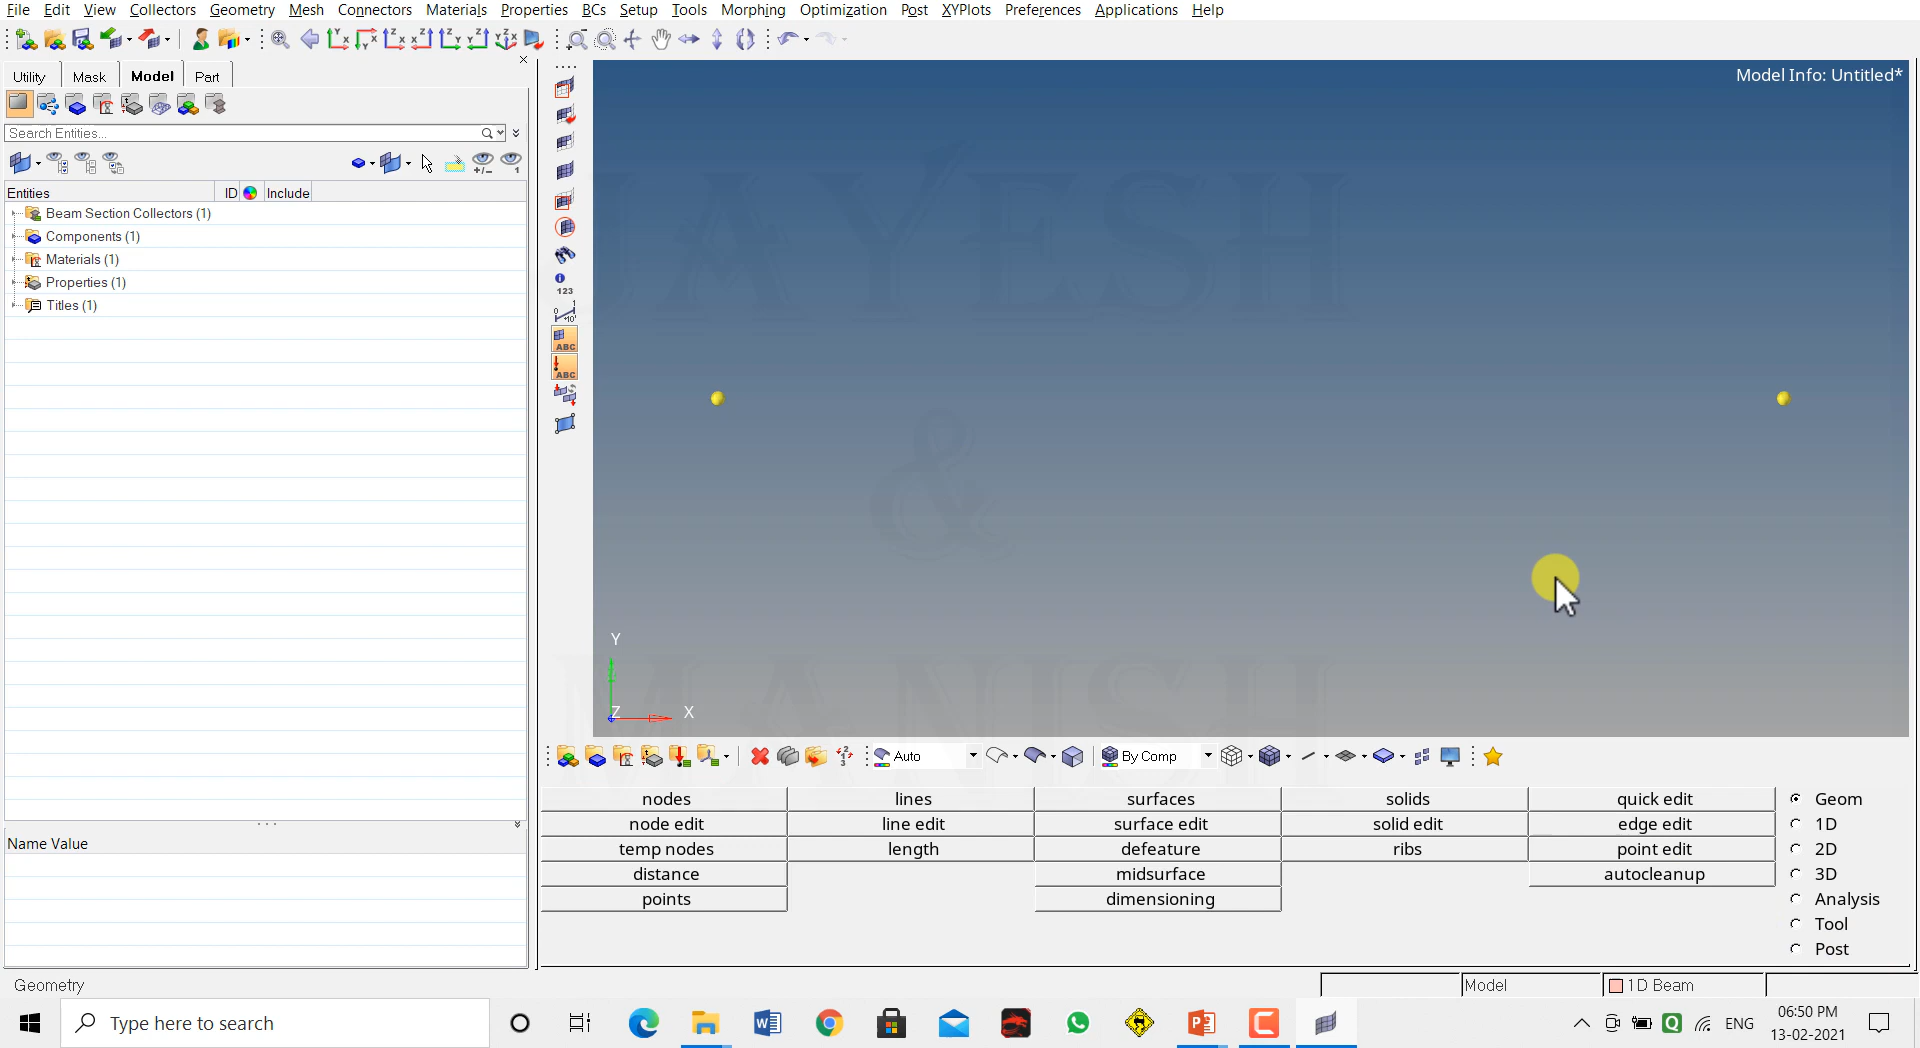 File Edit View Collectors Geometry Mesh Connectors Materials Properties BCs Setup Tools Morphing Optimization Post XYPlots Preferences Applications Help
Utility Mask Model Part
Search Entities...
Entities ID Include
Beam Section Collectors (1)
Components (1)
Materials (1)
Properties (1)
Titles (1)
Name Value
Model Info: Untitled*
JAYESH
&
MANISH
123
ABC
ABC
Y
Z X
Auto By Comp
nodes lines surfaces solids quick edit Geom
node edit line edit surface edit solid edit edge edit 1D
temp nodes length defeature ribs point edit 2D
distance midsurface autocleanup 3D
points dimensioning Analysis
Tool
Post
Geometry Model 1D Beam
Type here to search
ENG
06:50 PM
13-02-2021